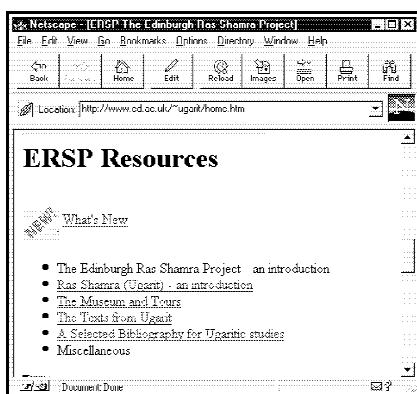 Netscape - [ERSP The Edinburgh Ras Shamra Project]
File Edit View Go Bookmarks Options Directory Window Help
Back Home Edit Reload Images Open Print Find
Location: http://www.ed.ac.uk/~ugarit/home.htm
ERSP Resources
NEW! What's New
• The Edinburgh Ras Shamra Project - an introduction
• Ras Shamra (Ugarit) - an introduction
• The Museum and Tours
• The Texts from Ugarit
• A Selected Bibliography for Ugaritic studies
• Miscellaneous
Document: Done